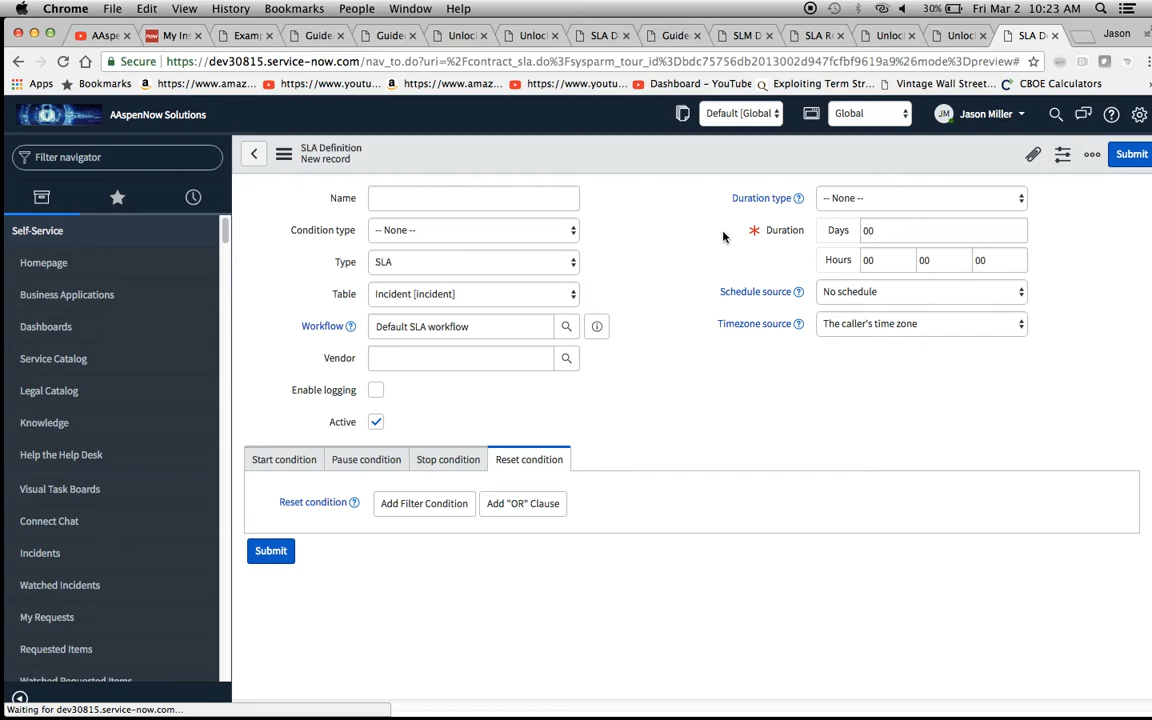 Chrome File Edit View History Bookmarks People Window Help 30% Fri Mar 2 10:23 AM
AAspe My Ins Examp Guide Guide Unlock Unlock SLA D Guide SLM D SLA R Unlock Unlock SLA D Jason
Secure https://dev30815.service-now.com/nav_to.do?uri=%2Fcontract_sla.do%3Fsysparm_tour_id%3Dbdc75756db2013002d947fcfbf9619a9%26mode%3Dpreview#
Apps Bookmarks https://www.amaz... https://www.youtu... https://www.amaz... https://www.youtu... Dashboard – YouTube Exploiting Term Str... Vintage Wall Street... CBOE Calculators
AAspenNow Solutions Default [Global Global JM Jason Miller
Filter navigator
SLA Definition
New record
Submit
Self-Service
Homepage
Business Applications
Dashboards
Service Catalog
Legal Catalog
Knowledge
Help the Help Desk
Visual Task Boards
Connect Chat
Incidents
Watched Incidents
My Requests
Requested Items
Watched Requested Items
Name
Condition type -- None --
Type SLA
Table Incident [incident]
Workflow Default SLA workflow
Vendor
Enable logging
Active
Duration type -- None --
* Duration Days 00
Hours 00 00 00
Schedule source No schedule
Timezone source The caller's time zone
Start condition Pause condition Stop condition Reset condition
Reset condition Add Filter Condition Add "OR" Clause
Submit
Waiting for dev30815.service-now.com...